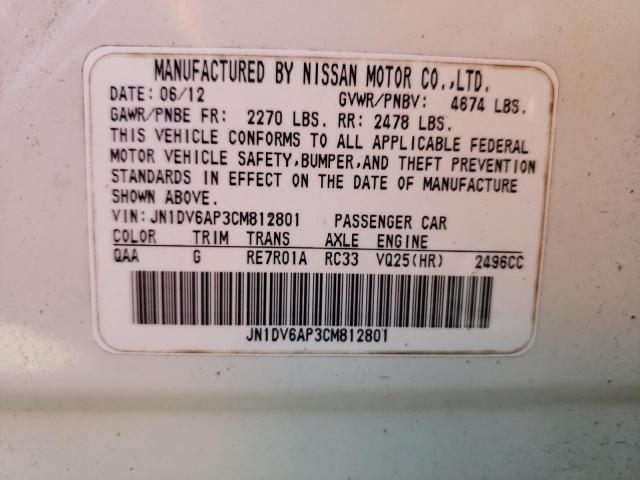 MANUFACTURED BY NISSAN MOTOR CO.,LTD.
DATE: 06/12 GVWR/PNBV: 4674 LBS.
GAWR/PNBE FR: 2270 LBS. RR: 2478 LBS.
THIS VEHICLE CONFORMS TO ALL APPLICABLE FEDERAL
MOTOR VEHICLE SAFETY,BUMPER,AND THEFT PREVENTION
STANDARDS IN EFFECT ON THE DATE OF MANUFACTURE
SHOWN ABOVE.
VIN:JN1DV6AP3CM812801 PASSENGER CAR
COLOR TRIM TRANS AXLE ENGINE
QAA G RE7R01A RC33 VQ25(HR) 2496CC
JN1DV6AP3CM812801